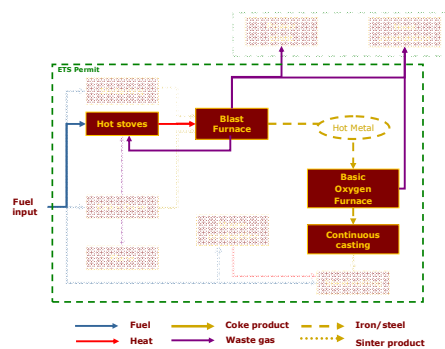 ETS Permit
Hot stoves
Blast
Furnace
Hot Metal
Basic
Oxygen
Furnace
Fuel
input
Continuous
casting
Fuel
Coke product
Iron/steel
Heat
Waste gas
Sinter product